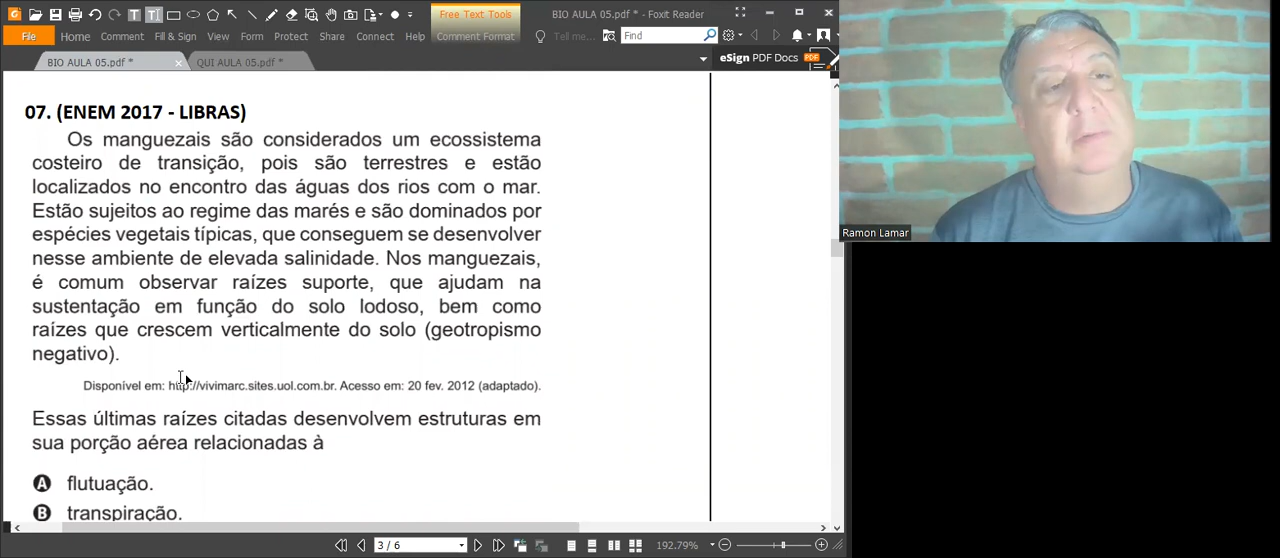 Free Text Tools
BIO AULA 05.pdf * - Foxit Reader
File
Home
Comment
Fill & Sign
View
Form
Protect
Share
Connect
Help
Comment Format
Tell me...
Find
BIO AULA 05.pdf *
QUI AULA 05.pdf *
eSign PDF Docs
PDF
07. (ENEM 2017 - LIBRAS)
Os manguezais são considerados um ecossistema
costeiro de transição, pois são terrestres e estão
localizados no encontro das águas dos rios com o mar.
Estão sujeitos ao regime das marés e são dominados por
espécies vegetais típicas, que conseguem se desenvolver
nesse ambiente de elevada salinidade. Nos manguezais,
é comum observar raízes suporte, que ajudam na
sustentação em função do solo lodoso, bem como
raízes que crescem verticalmente do solo (geotropismo
negativo).
Disponível em: http://vivimarc.sites.uol.com.br. Acesso em: 20 fev. 2012 (adaptado).
Essas últimas raízes citadas desenvolvem estruturas em
sua porção aérea relacionadas à
A flutuação.
B transpiração.
3 / 6
192.79%
Ramon Lamar